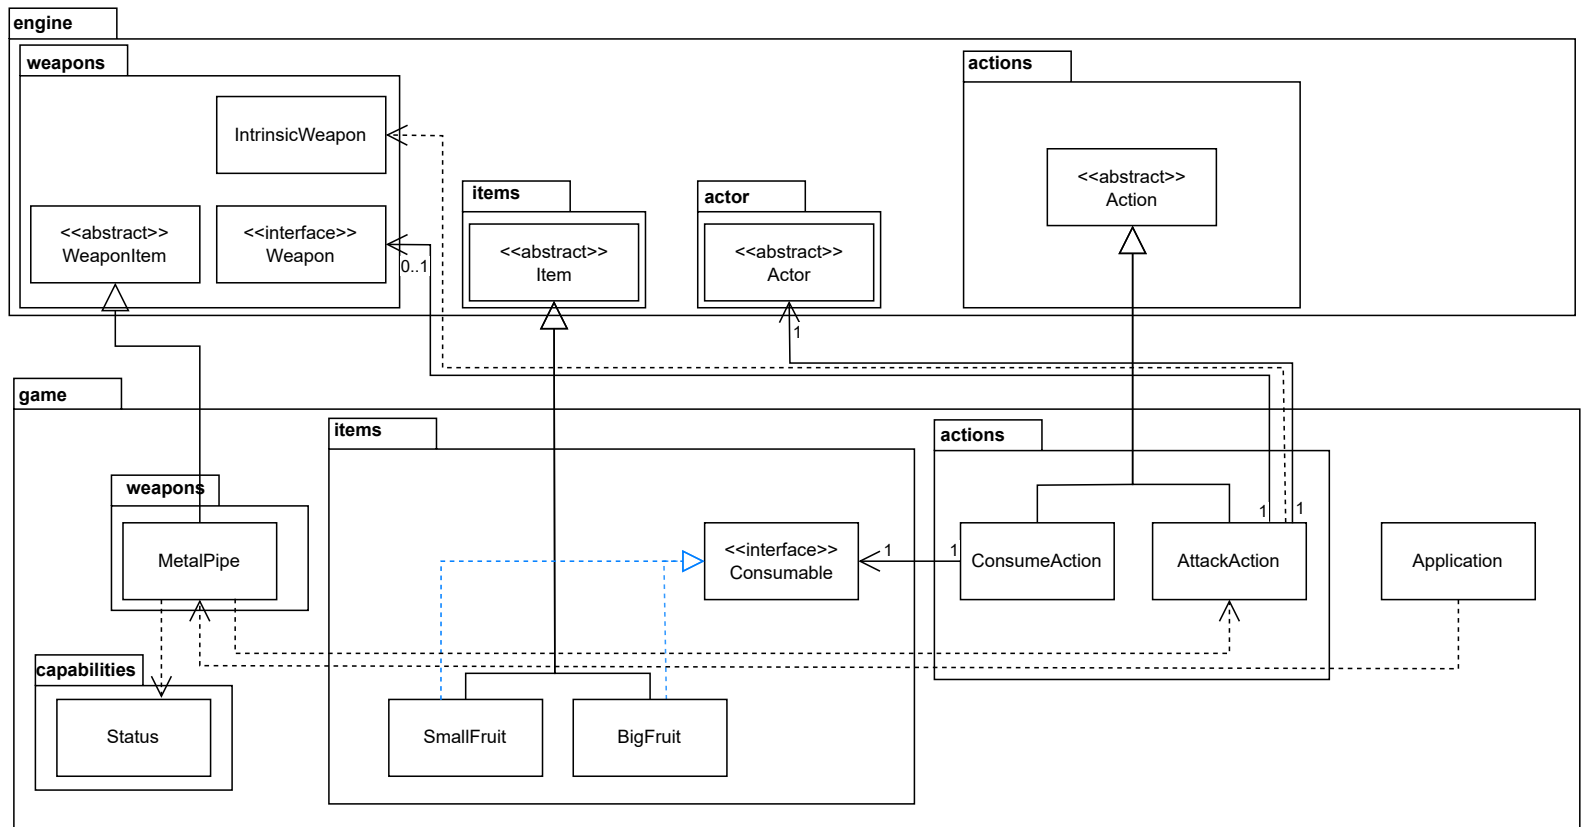 engine
weapons
actions
IntrinsicWeapon
<<abstract>>
Action
items
actor
<<abstract>>
WeaponItem
<<interface>>
Weapon
0..1
<<abstract>>
Item
<<abstract>>
Actor
1
game
items
actions
weapons
MetalPipe
<<interface>>
Consumable
1
1
ConsumeAction
1
1
AttackAction
Application
capabilities
Status
SmallFruit
BigFruit